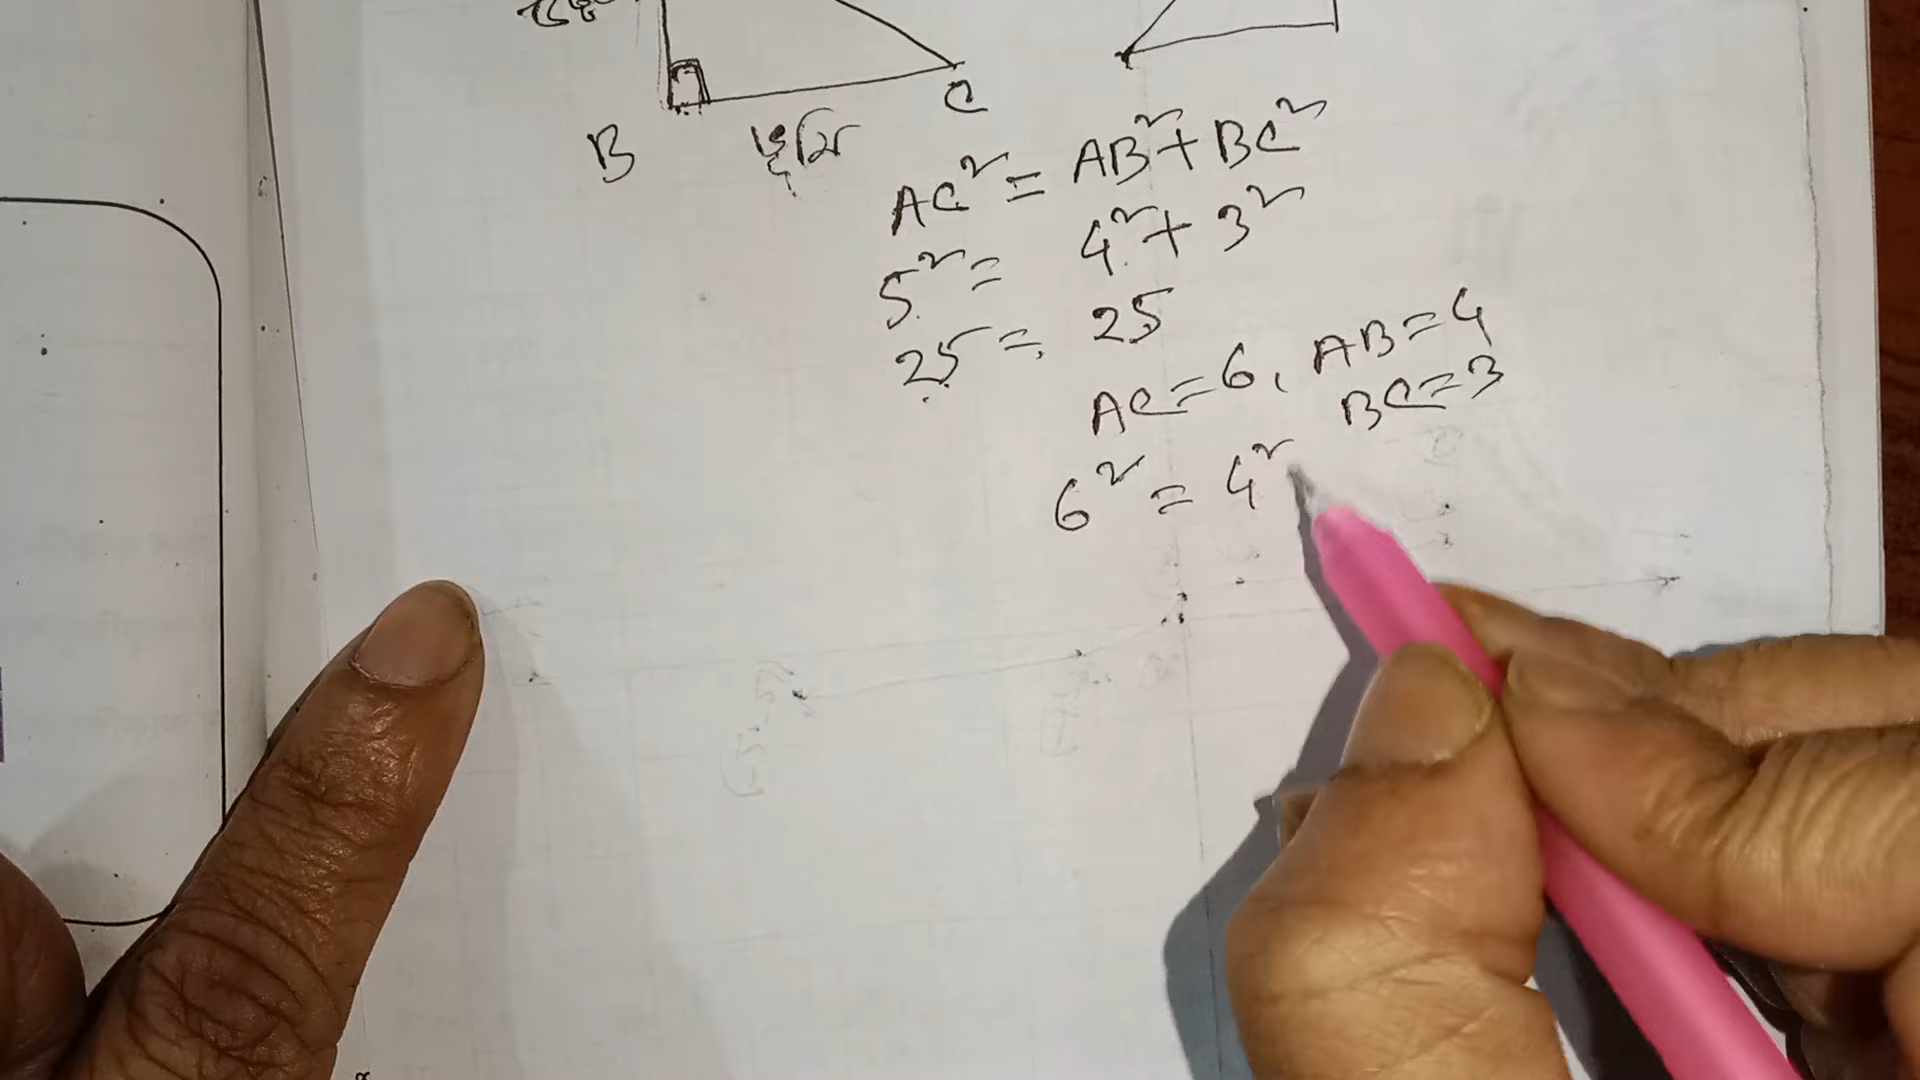 C
B ভূমি
AC² = AB² + BC²
5² = 4² + 3²
25 = 25
AC = 6, AB = 4
BC = 3
6² = 4²